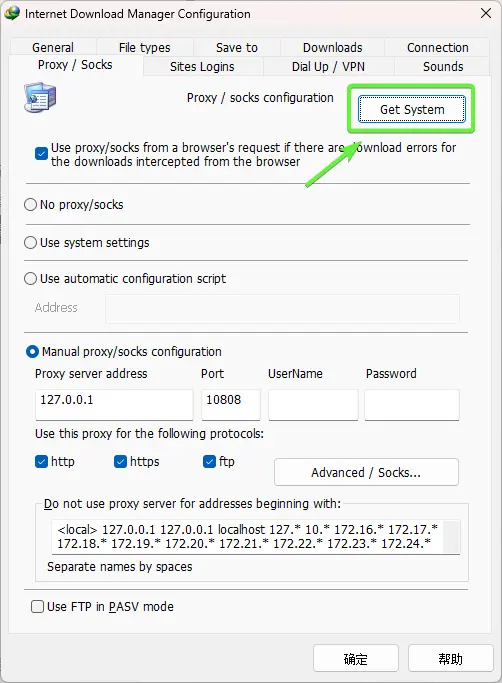 Internet Download Manager Configuration
General File types Save to Downloads Connection
Proxy / Socks Sites Logins Dial Up / VPN Sounds
Proxy / socks configuration Get System
Use proxy/socks from a browser's request if there are download errors for
the downloads intercepted from the browser
No proxy/socks
Use system settings
Use automatic configuration script
Address
Manual proxy/socks configuration
Proxy server address Port UserName Password
127.0.0.1 10808
Use this proxy for the following protocols:
http https ftp Advanced / Socks...
Do not use proxy server for addresses beginning with:
<local> 127.0.0.1 127.0.0.1 localhost 127.* 10.* 172.16.* 172.17.*
172.18.* 172.19.* 172.20.* 172.21.* 172.22.* 172.23.* 172.24.*
Separate names by spaces
Use FTP in PASV mode
确定 帮助